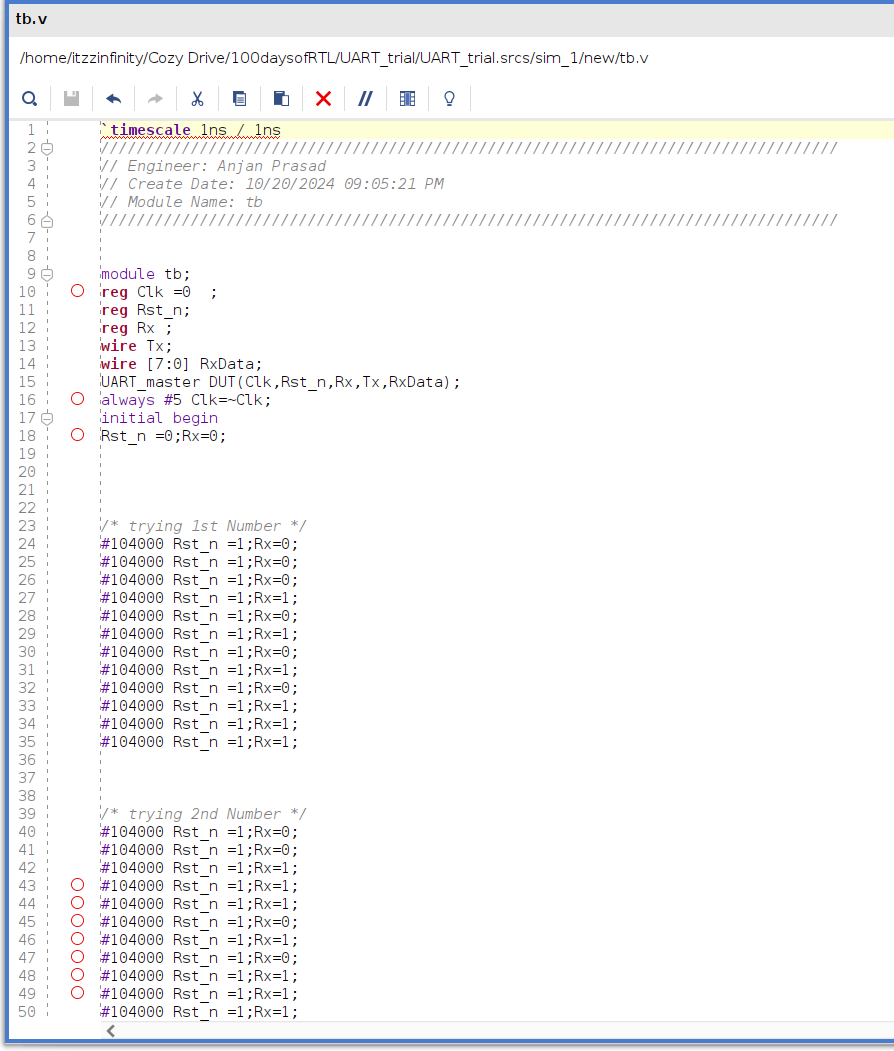 tb.v
/home/itzzinfinity/Cozy Drive/100daysofRTL/UART_trial/UART_trial.srcs/sim_1/new/tb.v
1 `timescale 1ns / 1ns
2 //////////////////////////////////////////////////////////////////////////////////
3 // Engineer: Anjan Prasad
4 // Create Date: 10/20/2024 09:05:21 PM
5 // Module Name: tb
6 //////////////////////////////////////////////////////////////////////////////////
7
8
9 module tb;
10 reg Clk =0  ;
11 reg Rst_n;
12 reg Rx ;
13 wire Tx;
14 wire [7:0] RxData;
15 UART_master DUT(Clk,Rst_n,Rx,Tx,RxData);
16 always #5 Clk=~Clk;
17 initial begin
18 Rst_n =0;Rx=0;
19
20
21
22
23 /* trying 1st Number */
24 #104000 Rst_n =1;Rx=0;
25 #104000 Rst_n =1;Rx=0;
26 #104000 Rst_n =1;Rx=0;
27 #104000 Rst_n =1;Rx=1;
28 #104000 Rst_n =1;Rx=0;
29 #104000 Rst_n =1;Rx=1;
30 #104000 Rst_n =1;Rx=0;
31 #104000 Rst_n =1;Rx=1;
32 #104000 Rst_n =1;Rx=0;
33 #104000 Rst_n =1;Rx=1;
34 #104000 Rst_n =1;Rx=1;
35 #104000 Rst_n =1;Rx=1;
36
37
38
39 /* trying 2nd Number */
40 #104000 Rst_n =1;Rx=0;
41 #104000 Rst_n =1;Rx=0;
42 #104000 Rst_n =1;Rx=1;
43 #104000 Rst_n =1;Rx=1;
44 #104000 Rst_n =1;Rx=1;
45 #104000 Rst_n =1;Rx=0;
46 #104000 Rst_n =1;Rx=1;
47 #104000 Rst_n =1;Rx=0;
48 #104000 Rst_n =1;Rx=1;
49 #104000 Rst_n =1;Rx=1;
50 #104000 Rst_n =1;Rx=1;